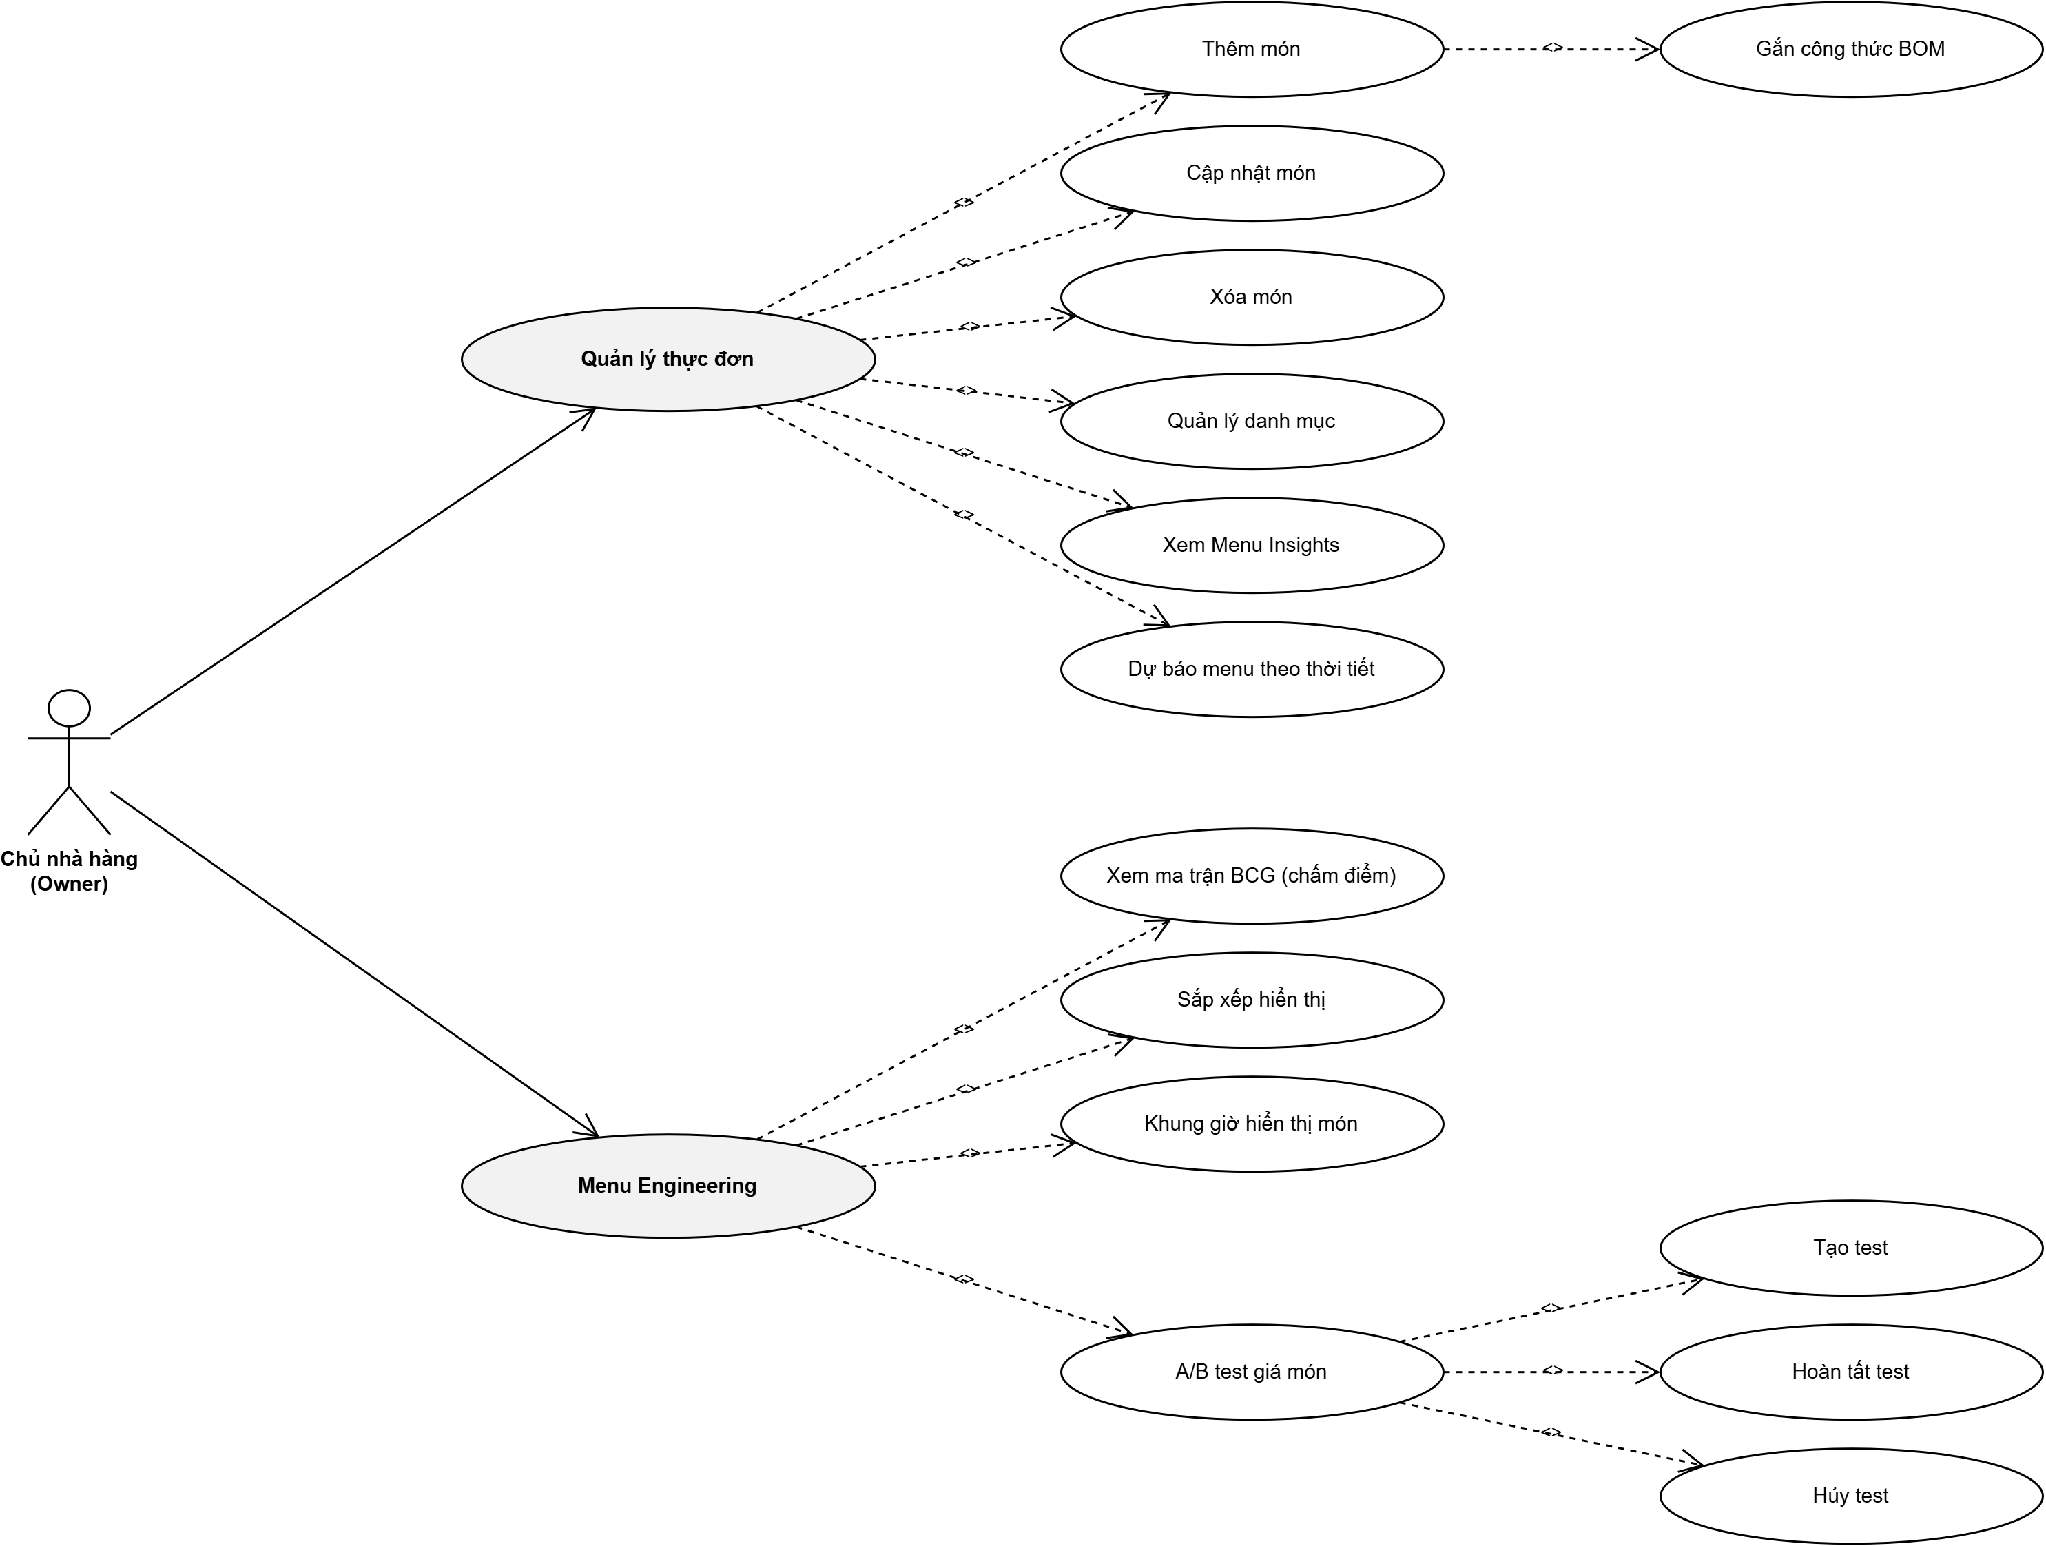 Thêm món
Gắn công thức BOM
Cập nhật món
Xóa món
Quản lý thực đơn
Quản lý danh mục
Xem Menu Insights
Dự báo menu theo thời tiết
Chủ nhà hàng
(Owner)
Xem ma trận BCG (chấm điểm)
Sắp xếp hiển thị
Khung giờ hiển thị món
Menu Engineering
Tạo test
A/B test giá món
Hoàn tất test
Hủy test